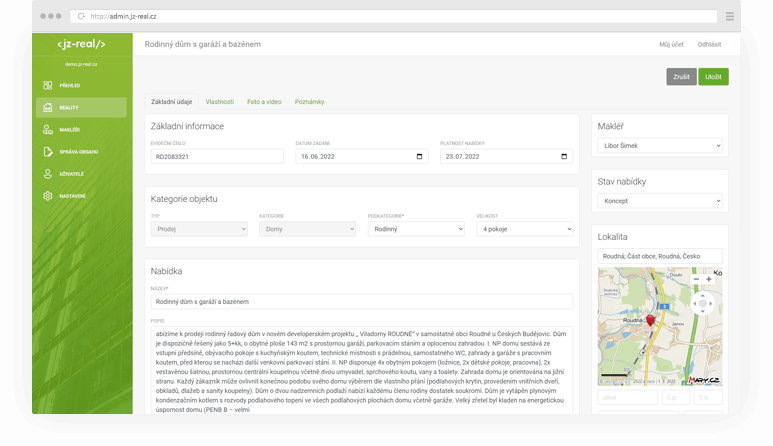 http://admin.jz-real.cz
<jz-real/>
demo.jz-real.cz
PŘEHLED
REALITY
MAKLÉŘI
SPRÁVA OBSAHU
UŽIVATELÉ
NASTAVENÍ
Rodinný dům s garáží a bazénem
Můj účet
Odhlásit
Zrušit
Uložit
Základní údaje
Vlastnosti
Foto a video
Poznámky
Základní informace
EVIDEČNÍ ČÍSLO
DATUM ZADÁNÍ
PLATNOST NABÍDKY
RD2083321
16.06.2022
23.07.2022
Kategorie objektu
TYP
KATEGORIE
PODKATEGORIE*
VELIKOST
Prodej
Domy
Rodinný
4 pokoje
Nabídka
NÁZEV*
Rodinný dům s garáží a bazénem
POPIS
abízíme k prodeji rodinný řadový dům v novém developerském projektu „ Viladomy ROUDNÉ“ v samostatné obci Roudné u Českých Budějovic. Dům
je dispozičně řešený jako 5+kk, o obytné ploše 143 m2 s prostornou garáží, parkovacím stáním a oplocenou zahradou. I. NP domu sestává ze
vstupní předsíně, obývacího pokoje s kuchyňským koutem, technické místnosti s prádelnou, samostatného WC, zahrady a garáže s pracovním
koutem, před kterou se nachází další venkovní parkovací stání. II. NP disponuje 4x obytným pokojem (ložnice, 2x dětské pokoje, pracovna), 2x
vestavěnou šatnou, prostornou centrální koupelnou včetně dvou umyvadel, sprchového koutu, vany a toalety. Zahrada domu je orientována na jižní
stranu. Každý zákazník může ovlivnit konečnou podobu svého domu výběrem dle vlastního přání (podlahových krytin, provedením vnitřních dveří,
obkladů, dlažeb a sanity koupelny). Dům o dvou nadzemních podlaží nabízí každému členu rodiny dostatek soukromí. Dům je vytápěn plynovým
kondenzačním kotlem s rozvody podlahového topení ve všech podlahových plochách domu včetně garáže. Velký zřetel byl kladen na energetickou
úspornost domu (PENB B – velmi
Makléř
Libor Šimek
Stav nabídky
Koncept
Lokalita
Roudná; Část obce, Roudná, Česko
Doubí
Ko
Roudná
Janov
MAPY.CZ
ulice
č.p.
č.o.